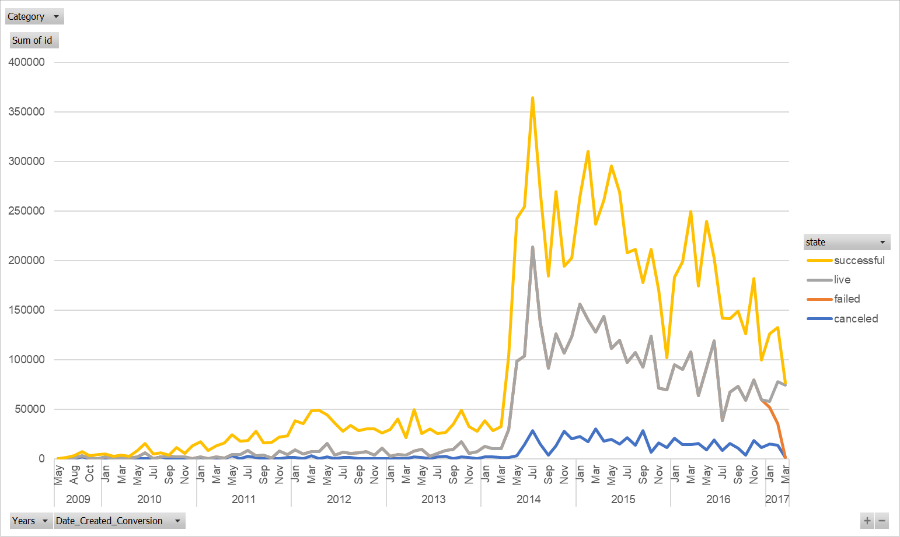 Category
Sum of id
400000
350000
300000
250000
200000
150000
100000
50000
0
state
successful
live
failed
canceled
May Aug Oct Jan Mar May Jul Sep Nov Jan Mar May Jul Sep Nov Jan Mar May Jul Sep Nov Jan Mar May Jul Sep Nov Jan Mar May Jul Sep Nov Jan Mar May Jul Sep Nov Jan Mar May Jul Sep Nov Jan Mar
2009 2010 2011 2012 2013 2014 2015 2016 2017
Years Date_Created_Conversion
+ −